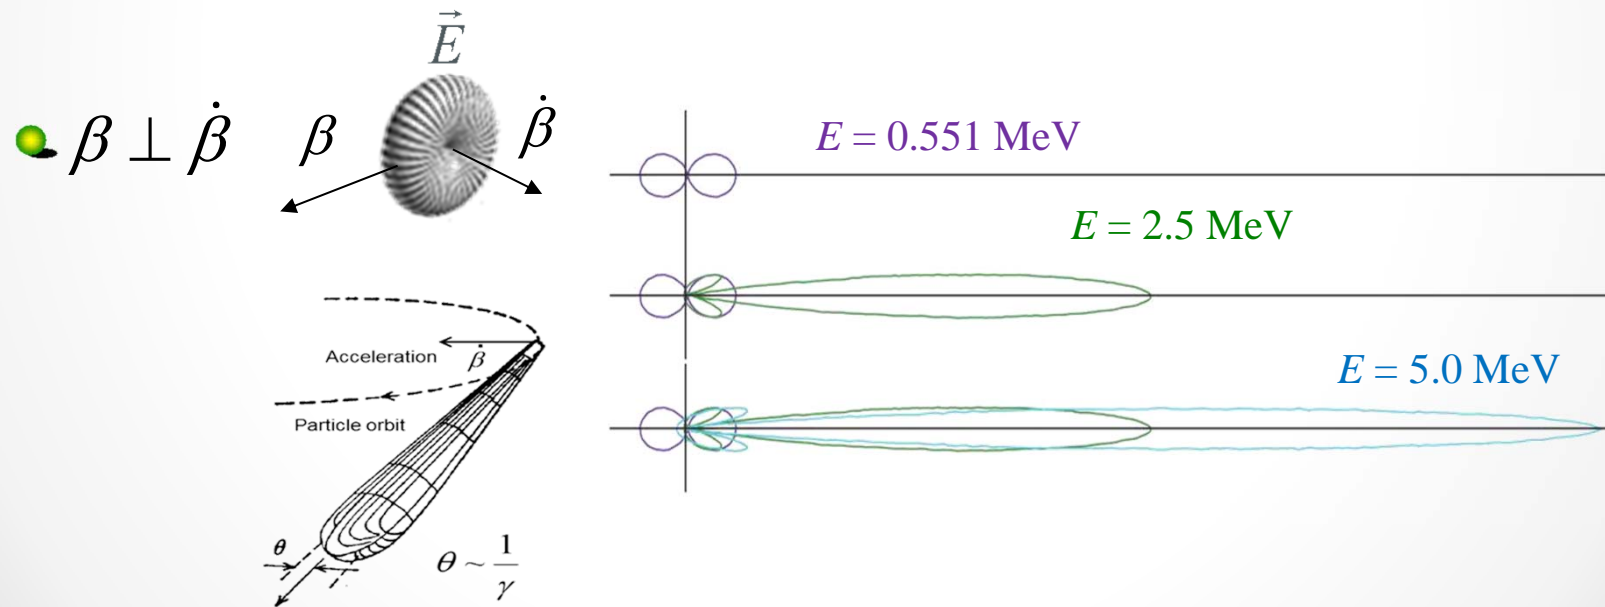 E⃗
β ⊥ β̇
β
β̇
E = 0.551 MeV
E = 2.5 MeV
E = 5.0 MeV
Acceleration
β̇
Particle orbit
θ
θ ~ 1/γ